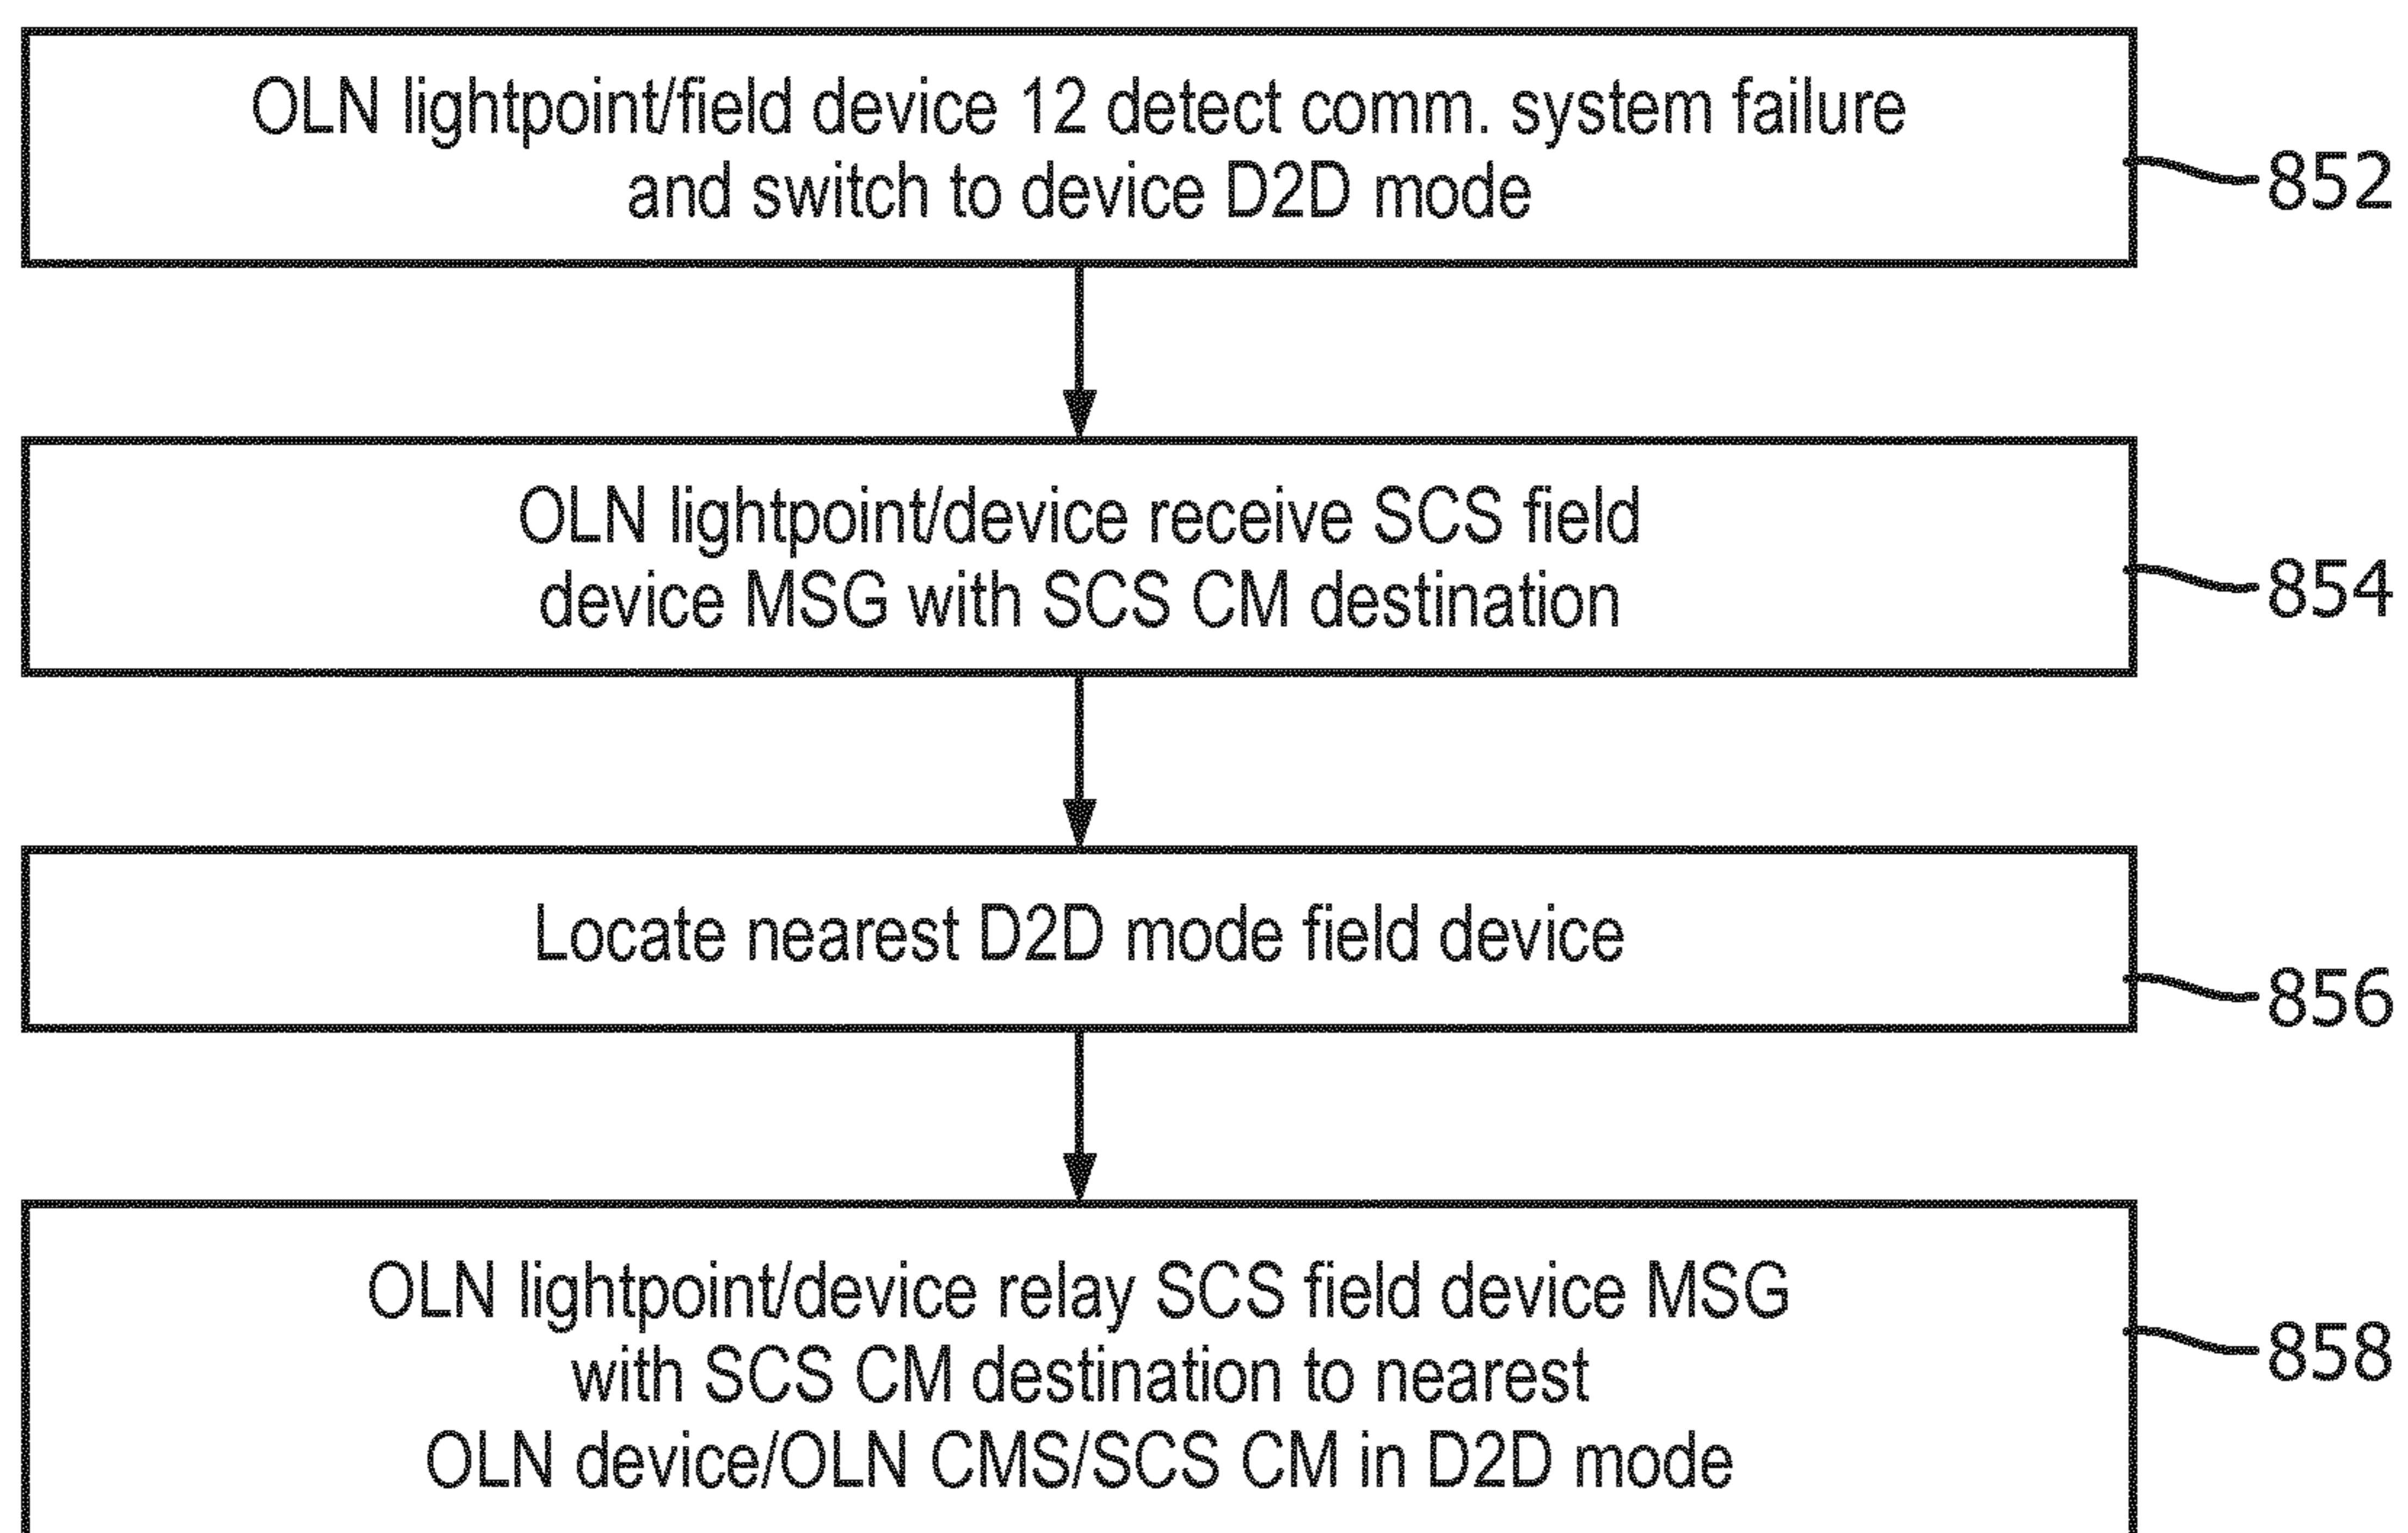 OLN lightpoint/field device 12 detect comm. system failure
and switch to device D2D mode
852
OLN lightpoint/device receive SCS field
device MSG with SCS CM destination
854
Locate nearest D2D mode field device
856
OLN lightpoint/device relay SCS field device MSG
with SCS CM destination to nearest
OLN device/OLN CMS/SCS CM in D2D mode
858